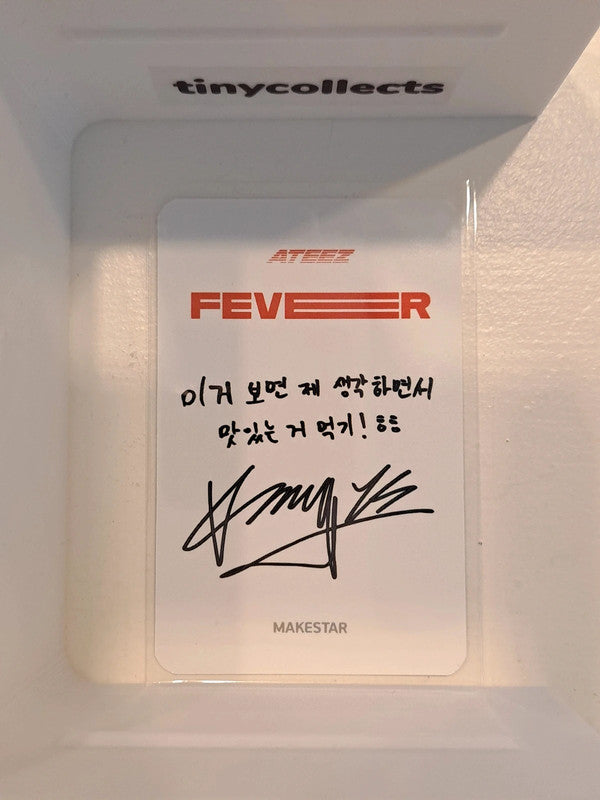 tinycollects
ATEEZ
FEVER
이거 보면 제 생각하면서
맛있는 거 먹기! ㅎㅎ
MAKESTAR